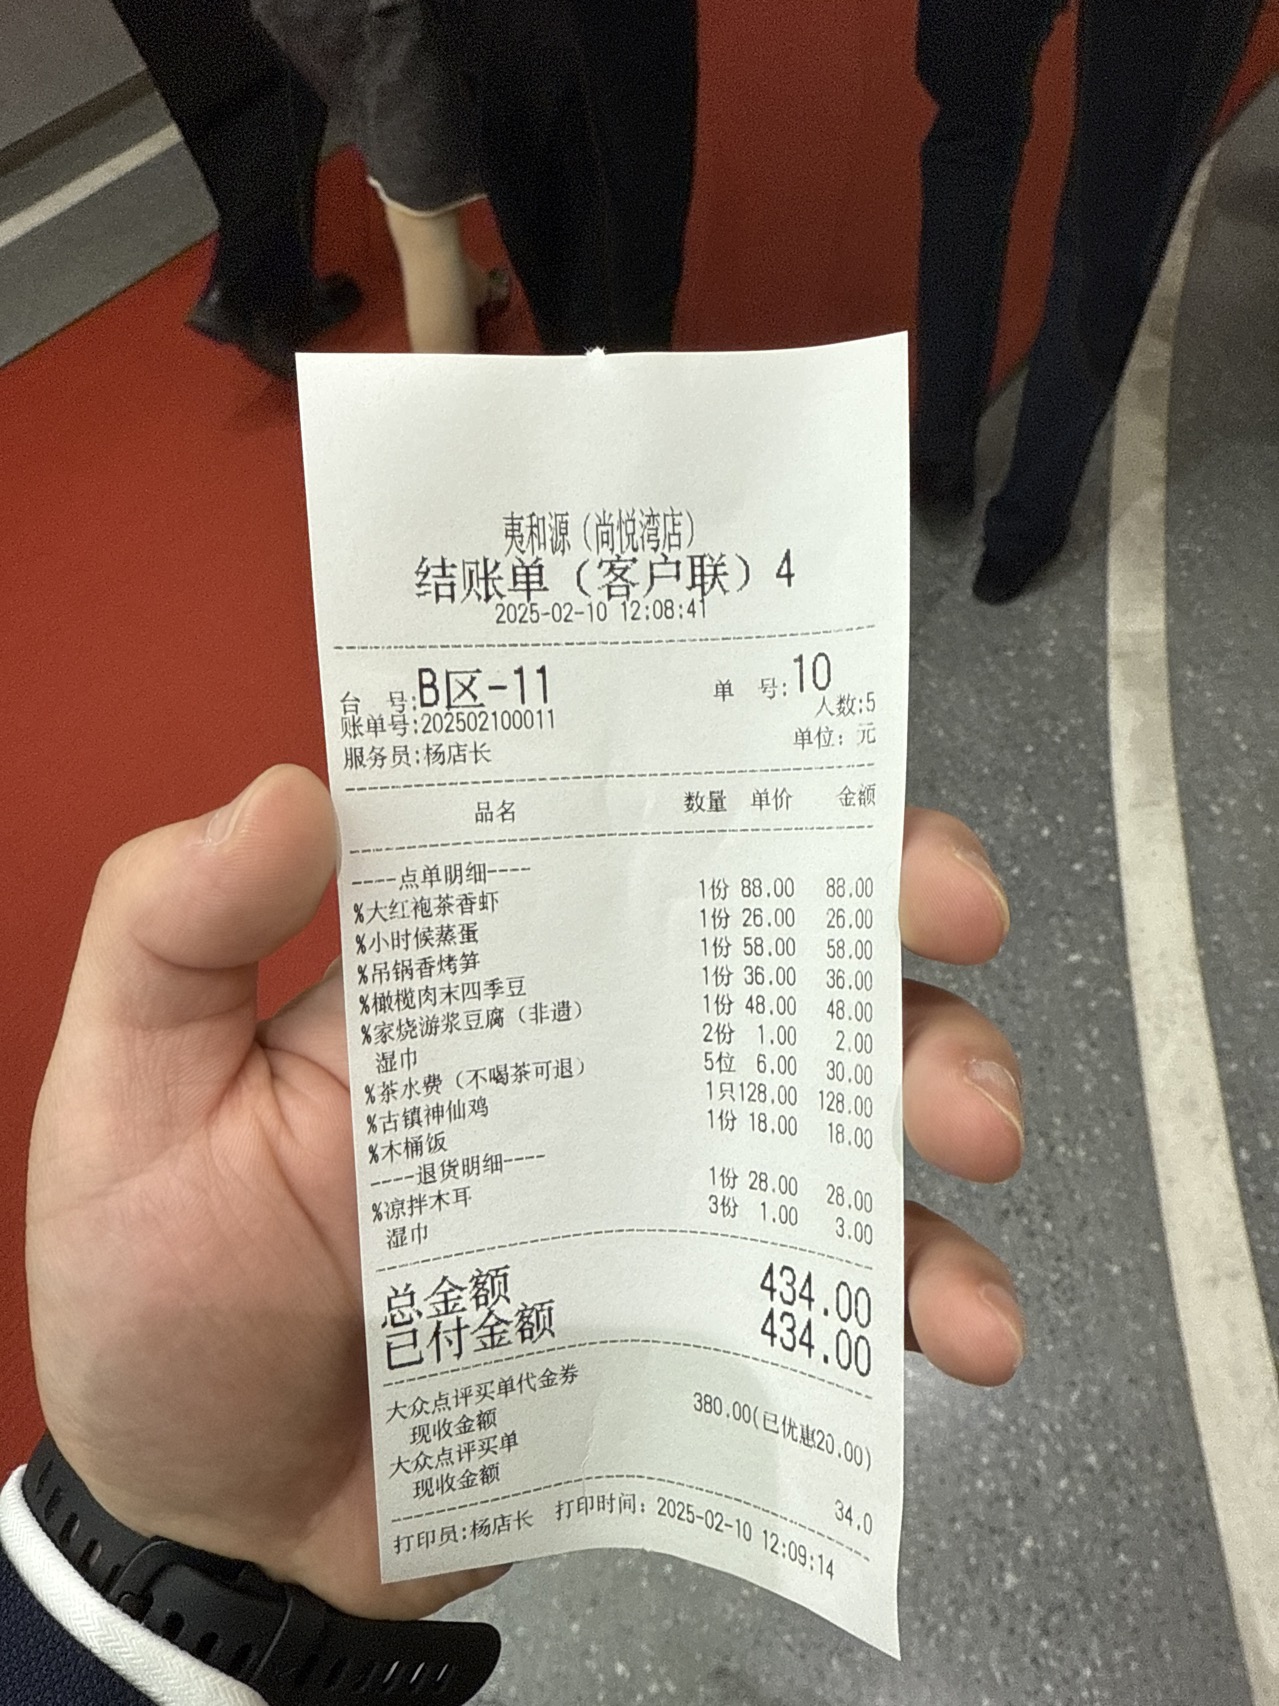 夷和源（尚悦湾店）
结账单（客户联）4
2025-02-10 12:08:41
台 号:B区-11 单 号:10
账单号:202502100011 人数:5
服务员:杨店长 单位: 元
品名 数量 单价 金额
----点单明细----
%大红袍茶香虾 1份 88.00 88.00
%小时候蒸蛋 1份 26.00 26.00
%吊锅香烤笋 1份 58.00 58.00
%橄榄肉末四季豆 1份 36.00 36.00
%家烧游浆豆腐（非遗） 1份 48.00 48.00
湿巾 2份 1.00 2.00
%茶水费（不喝茶可退） 5位 6.00 30.00
%古镇神仙鸡 1只128.00 128.00
%木桶饭 1份 18.00 18.00
----退货明细----
%凉拌木耳 1份 28.00 28.00
湿巾 3份 1.00 3.00
总金额 434.00
已付金额 434.00
大众点评买单代金券
现收金额 380.00(已优惠20.00)
大众点评买单
现收金额 34.0
打印员:杨店长 打印时间: 2025-02-10 12:09:14